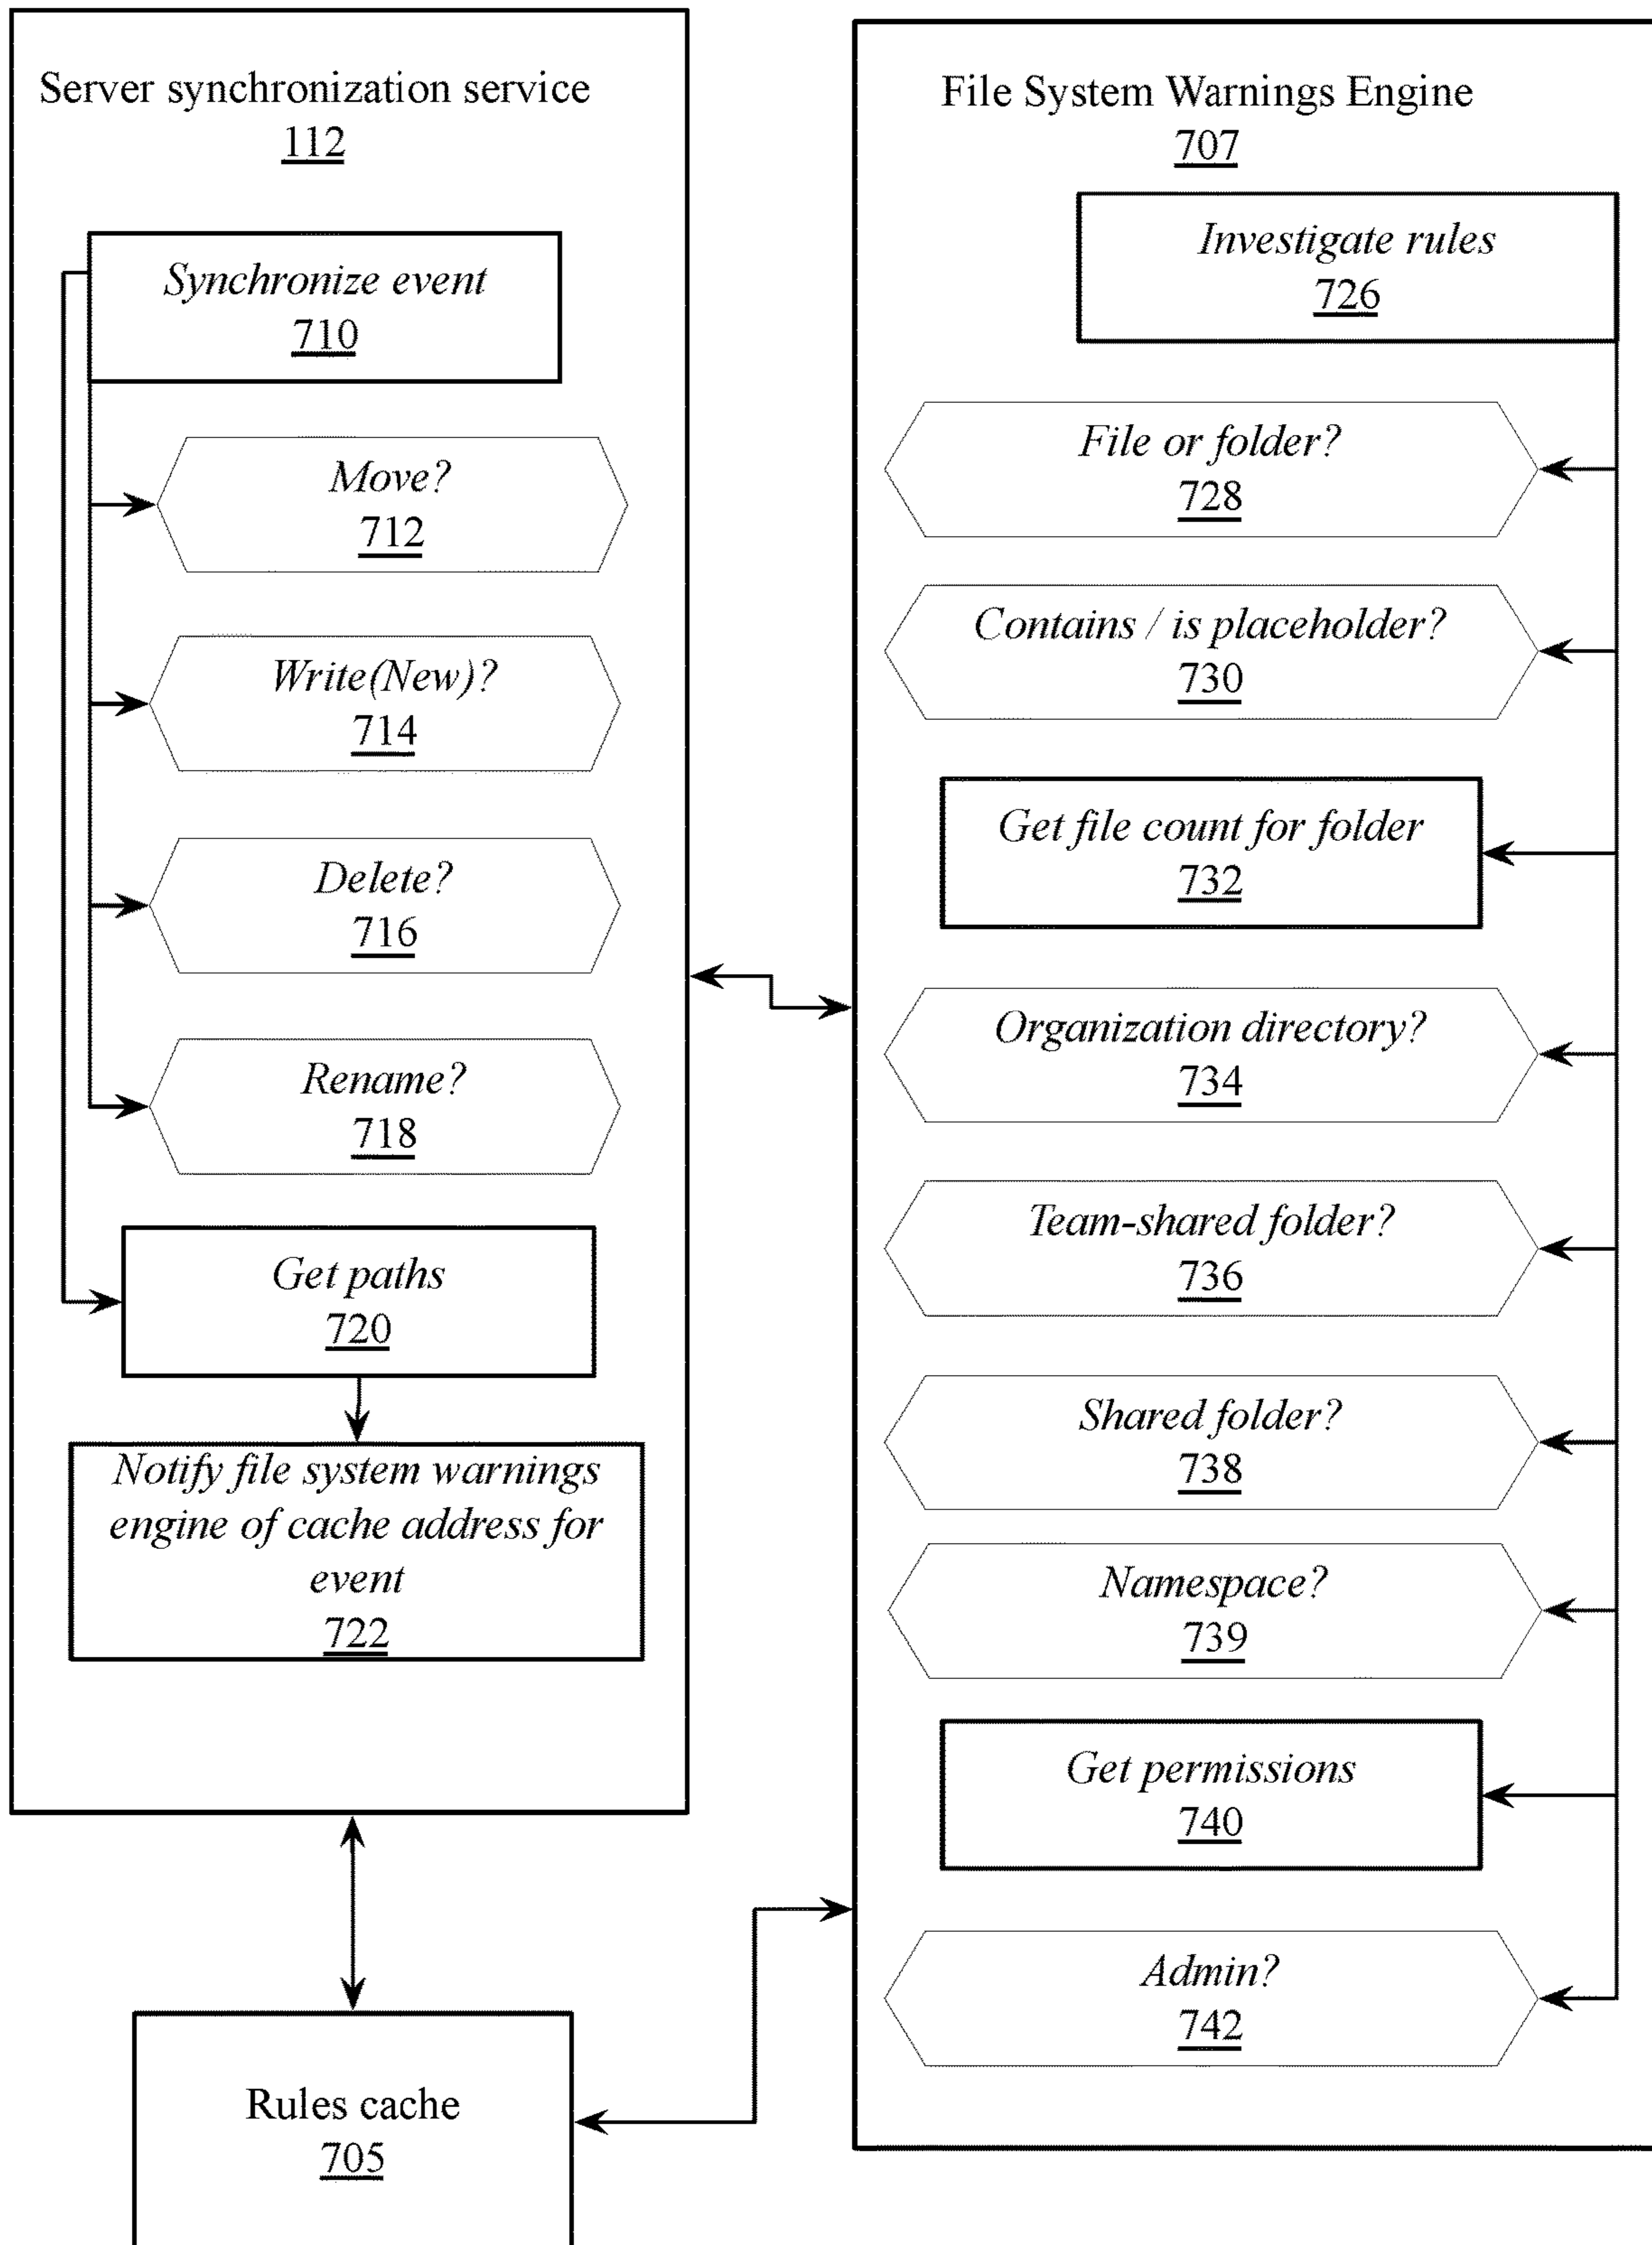 Server synchronization service
112
Synchronize event
710
Move?
712
Write(New)?
714
Delete?
716
Rename?
718
Get paths
720
Notify file system warnings
engine of cache address for
event
722
Rules cache
705
File System Warnings Engine
707
Investigate rules
726
File or folder?
728
Contains / is placeholder?
730
Get file count for folder
732
Organization directory?
734
Team-shared folder?
736
Shared folder?
738
Namespace?
739
Get permissions
740
Admin?
742